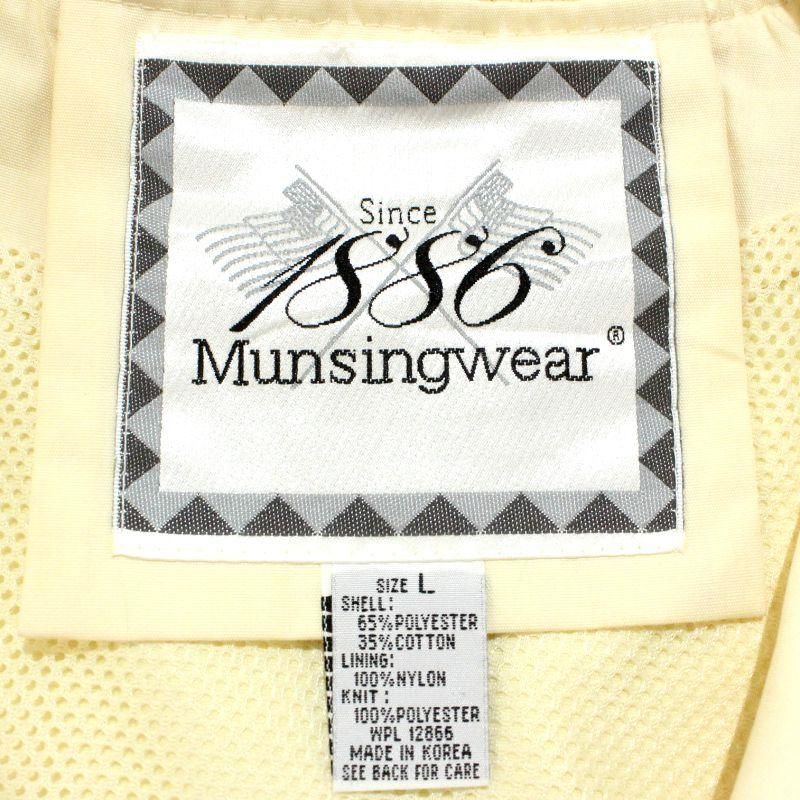 Since
1886
Munsingwear®
SIZE L
SHELL:
65%POLYESTER
35%COTTON
LINING:
100%NYLON
KNIT:
100%POLYESTER
WPL 12866
MADE IN KOREA
SEE BACK FOR CARE